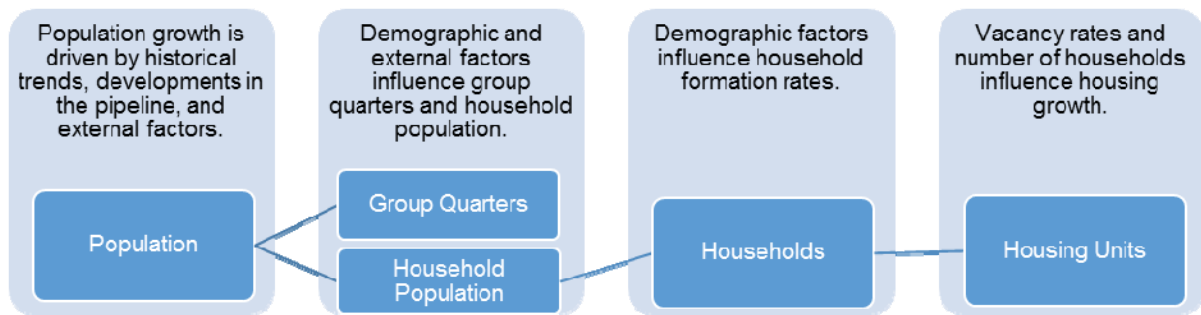 Population growth is
driven by historical
trends, developments in
the pipeline, and
external factors.
Population
Demographic and
external factors
influence group
quarters and household
population.
Group Quarters
Household
Population
Demographic factors
influence household
formation rates.
Households
Vacancy rates and
number of households
influence housing
growth.
Housing Units